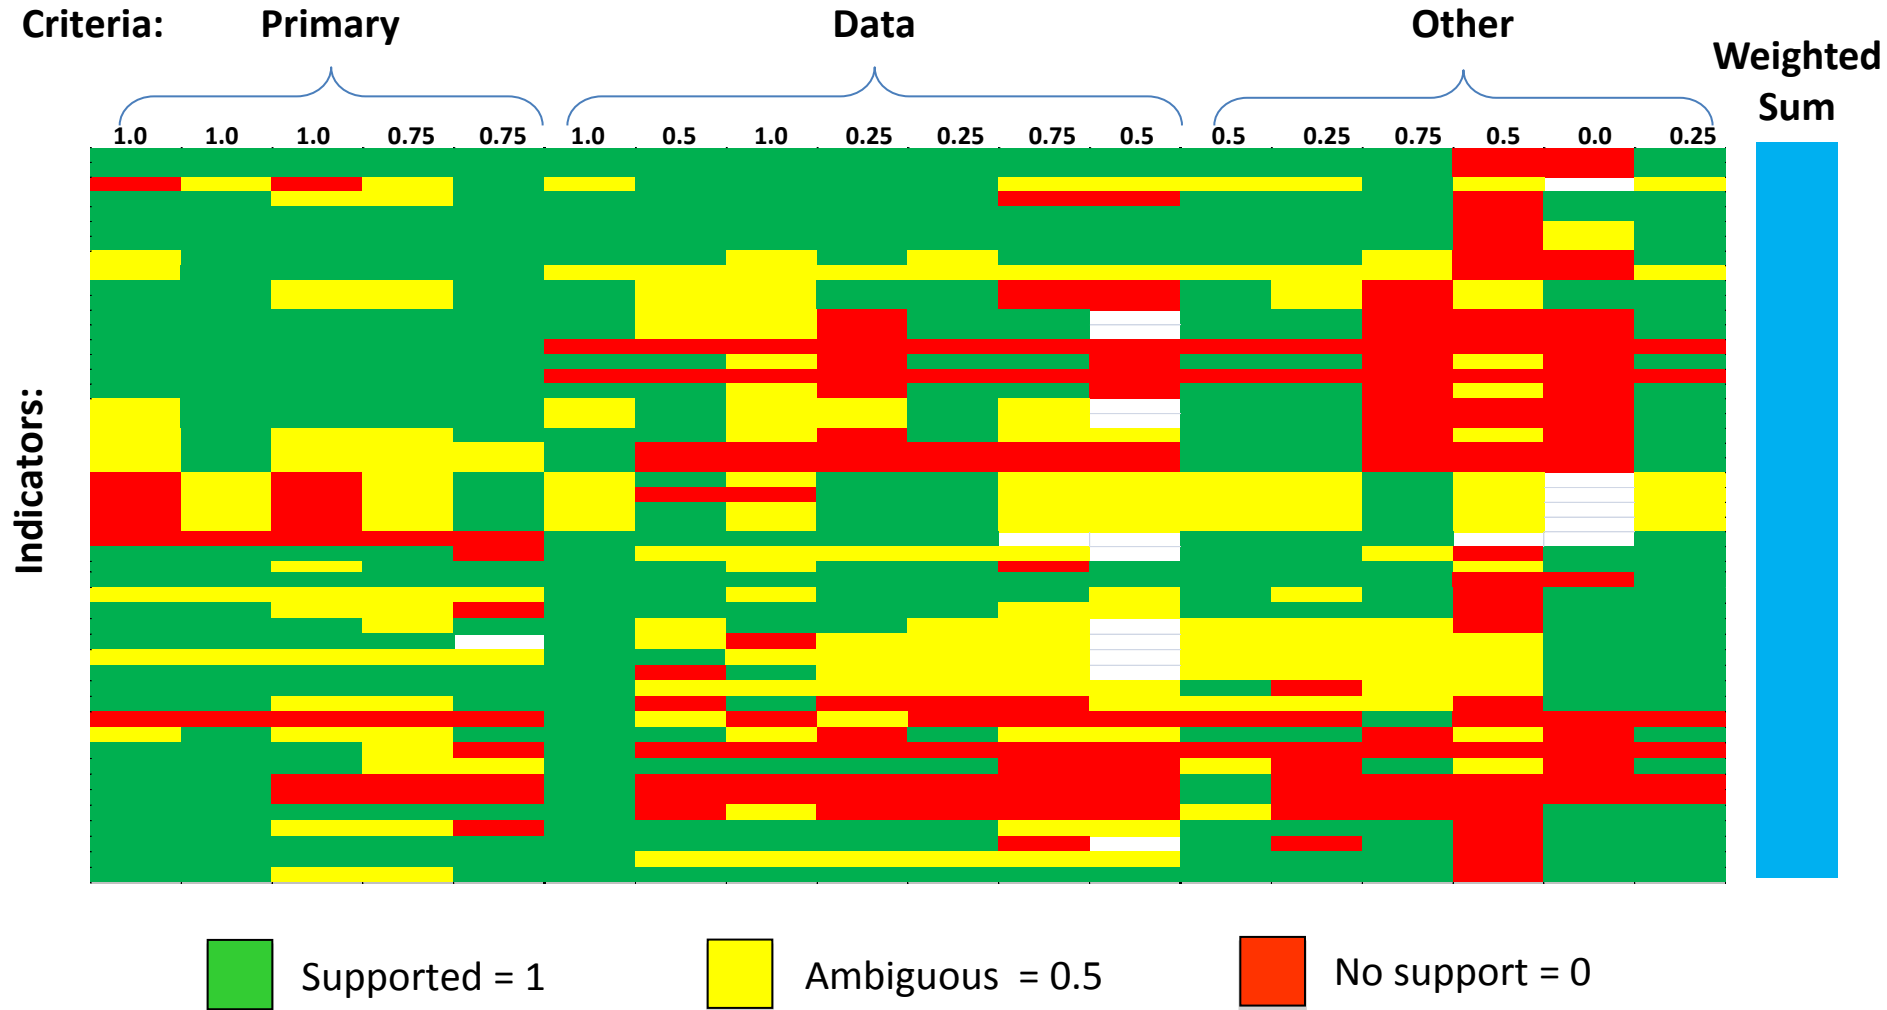 Criteria: Primary Data Other
Weighted
Sum
1.0 1.0 1.0 0.75 0.75 1.0 0.5 1.0 0.25 0.25 0.75 0.5 0.5 0.25 0.75 0.5 0.0 0.25
Indicators:
Supported = 1 Ambiguous = 0.5 No support = 0